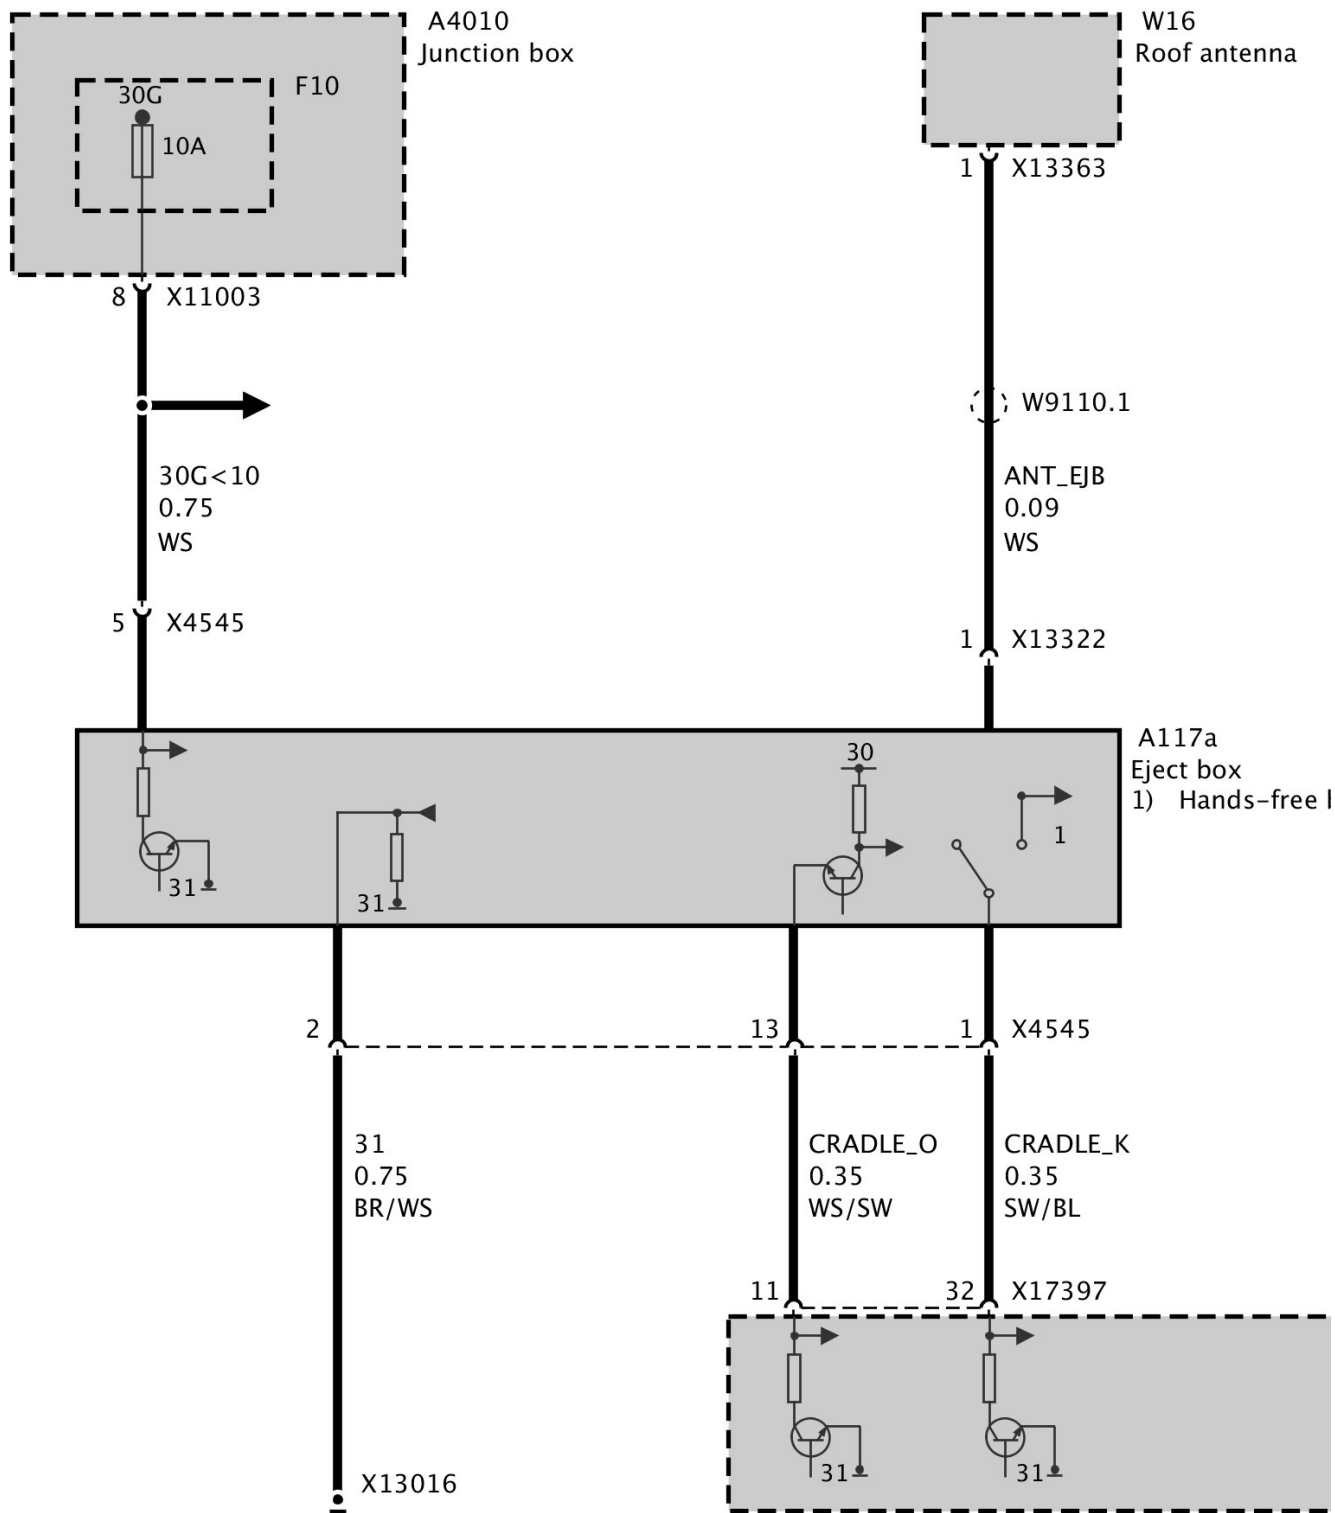 A4010
Junction box
F10
30G
10A
W16
Roof antenna
1 X13363
8 X11003
W9110.1
30G<10
0.75
WS
ANT_EJB
0.09
WS
5 X4545
1 X13322
A117a
Eject box
1) Hands-free
30
1
31
31
2
13
1 X4545
31
0.75
BR/WS
CRADLE_O
0.35
WS/SW
CRADLE_K
0.35
SW/BL
11
32 X17397
31
31
X13016